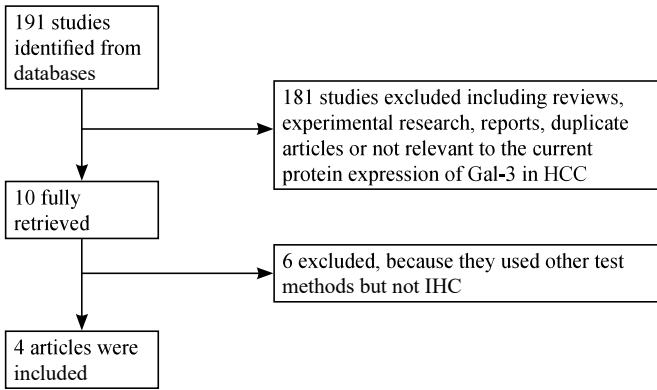 191 studies
identified from
databases
181 studies excluded including reviews,
experimental research, reports, duplicate
articles or not relevant to the current
protein expression of Gal-3 in HCC
10 fully
retrieved
6 excluded, because they used other test
methods but not IHC
4 articles were
included